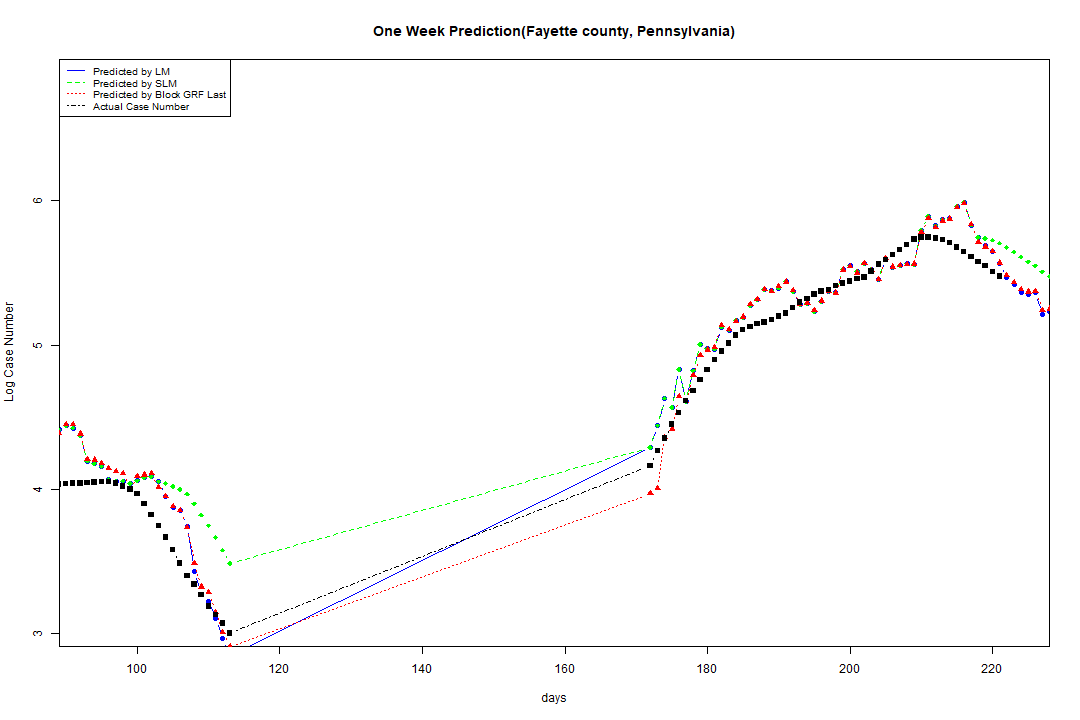 One Week Prediction(Fayette county, Pennsylvania)
Predicted by LM
Predicted by SLM
Predicted by Block GRF Last
Actual Case Number
6
5
4
3
Log Case Number
100 120 140 160 180 200 220
days